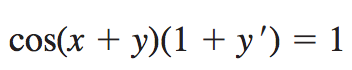 cos(x + y)(1 + y′) = 1